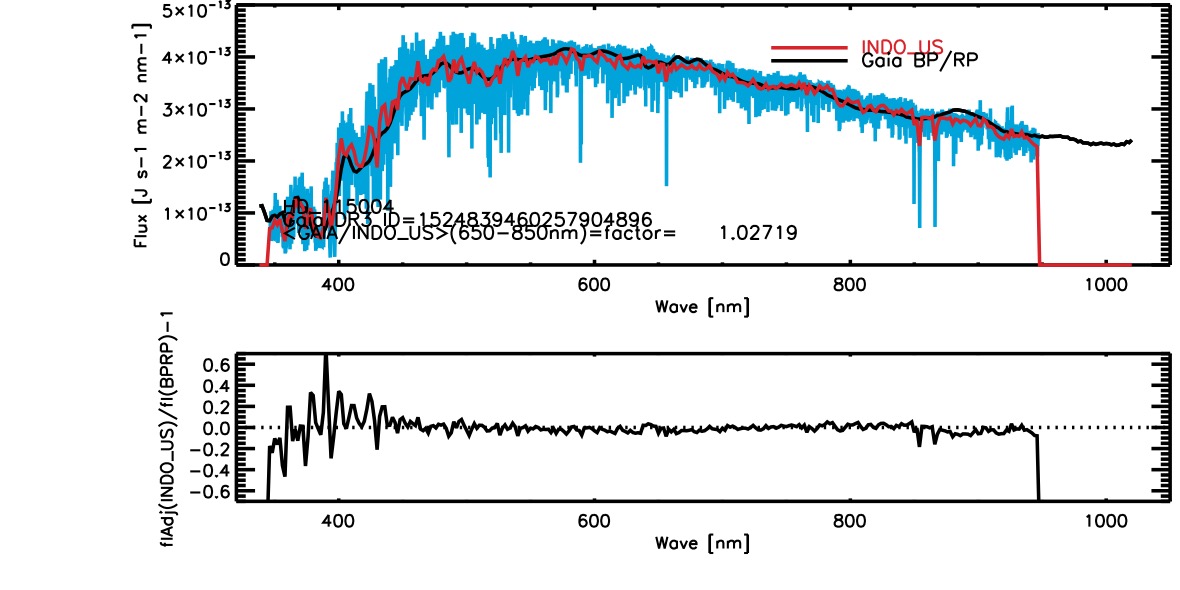 5×10−13
4×10−13
3×10−13
2×10−13
1×10−13
0
Flux [J s−1 m−2 nm−1]
INDO_US
Gaia BP/RP
HD_115004
Gaia/DR3_ID=1524839460257904896
<GAIA/INDO_US>(650−850nm)=factor= 1.02719
400 600 800 1000
Wave [nm]
flAdj(INDO_US)/fl(BPRP)−1
0.6
0.4
0.2
0.0
−0.2
−0.4
−0.6
400 600 800 1000
Wave [nm]